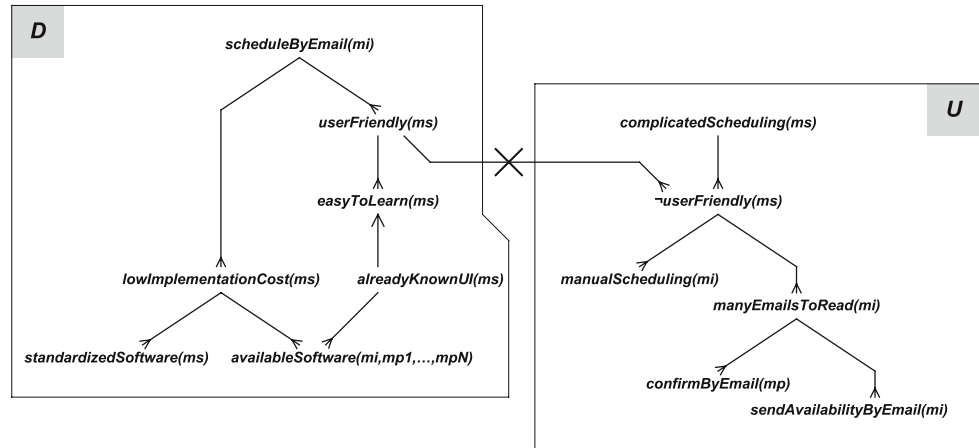 D
scheduleByEmail(mi)
userFriendly(ms)
easyToLearn(ms)
lowImplementationCost(ms)
alreadyKnownUI(ms)
standardizedSoftware(ms)
availableSoftware(mi,mp1,...,mpN)
U
complicatedScheduling(ms)
¬userFriendly(ms)
manualScheduling(mi)
manyEmailsToRead(mi)
confirmByEmail(mp)
sendAvailabilityByEmail(mi)